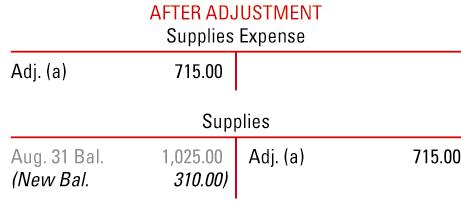 AFTER ADJUSTMENT
Supplies Expense
Adj. (a) 715.00
Supplies
Aug. 31 Bal. 1,025.00 Adj. (a) 715.00
(New Bal. 310.00)